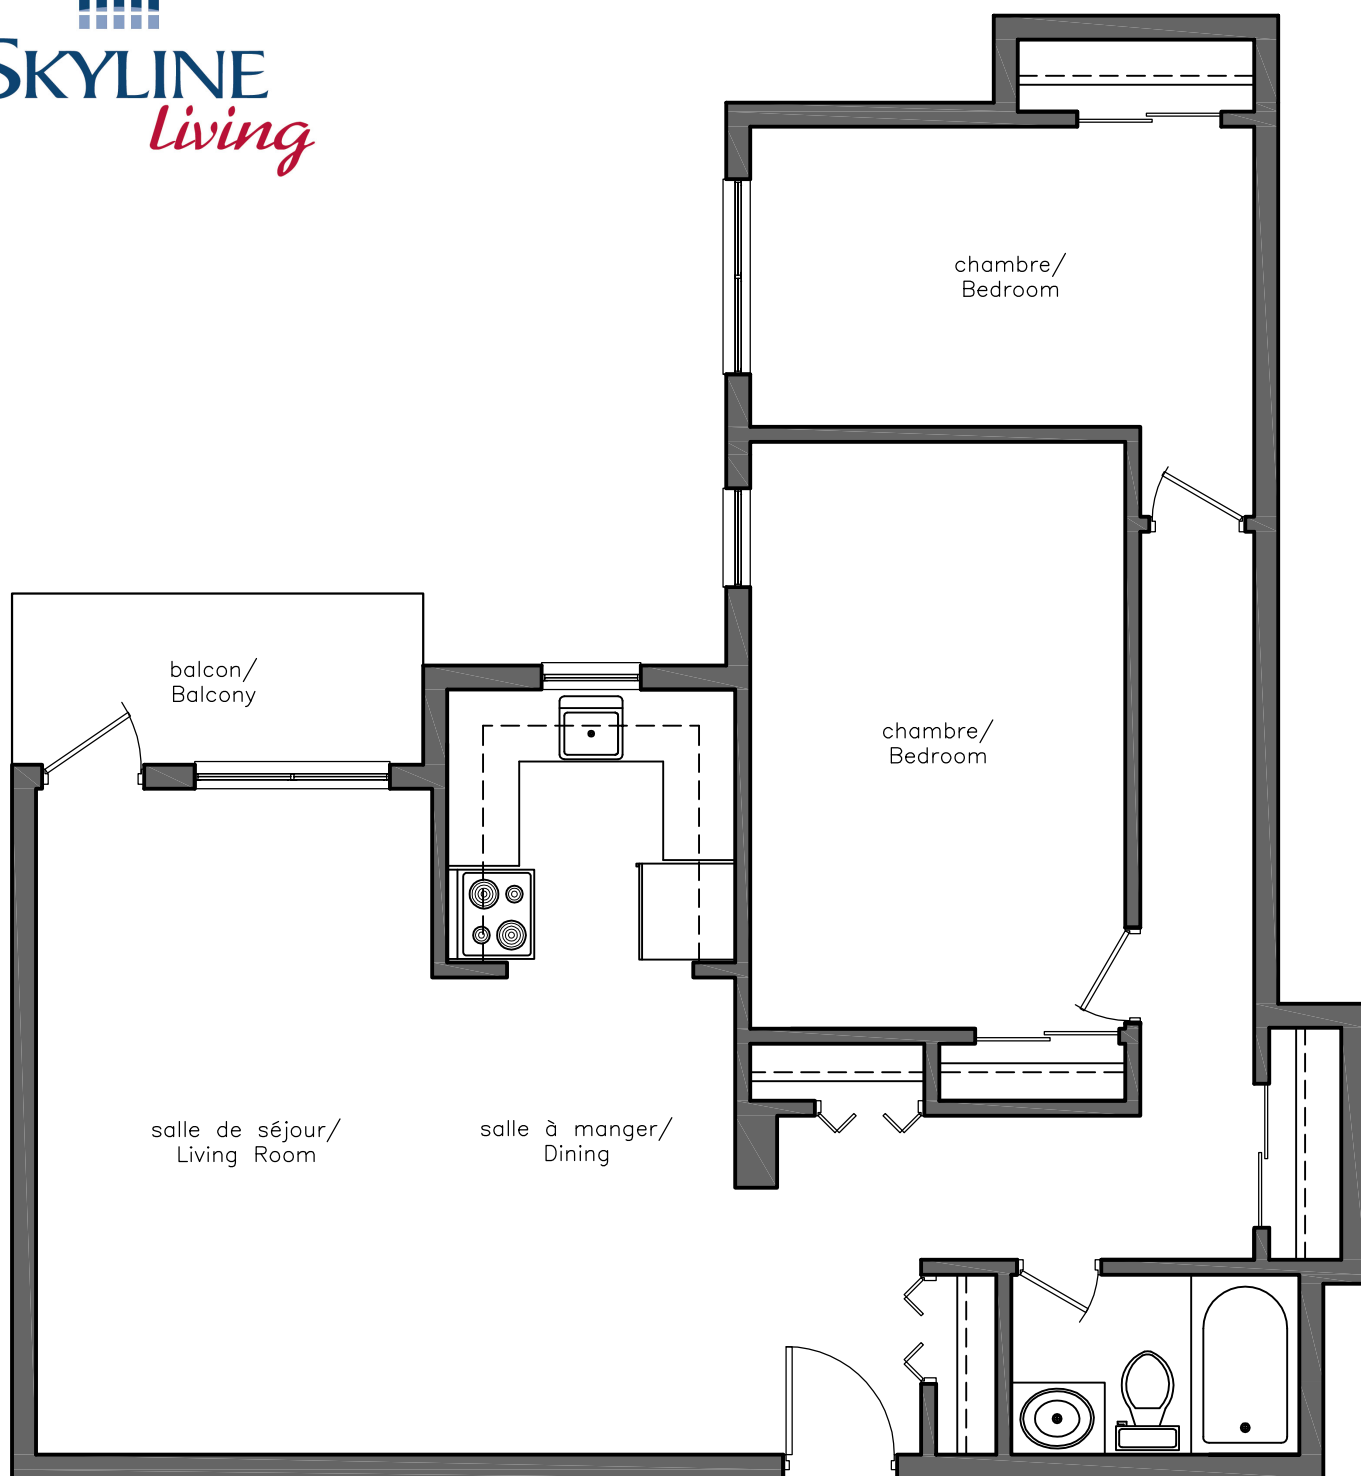 SKYLINE
Living
chambre/
Bedroom
balcon/
Balcony
chambre/
Bedroom
salle de séjour/
Living Room
salle à manger/
Dining